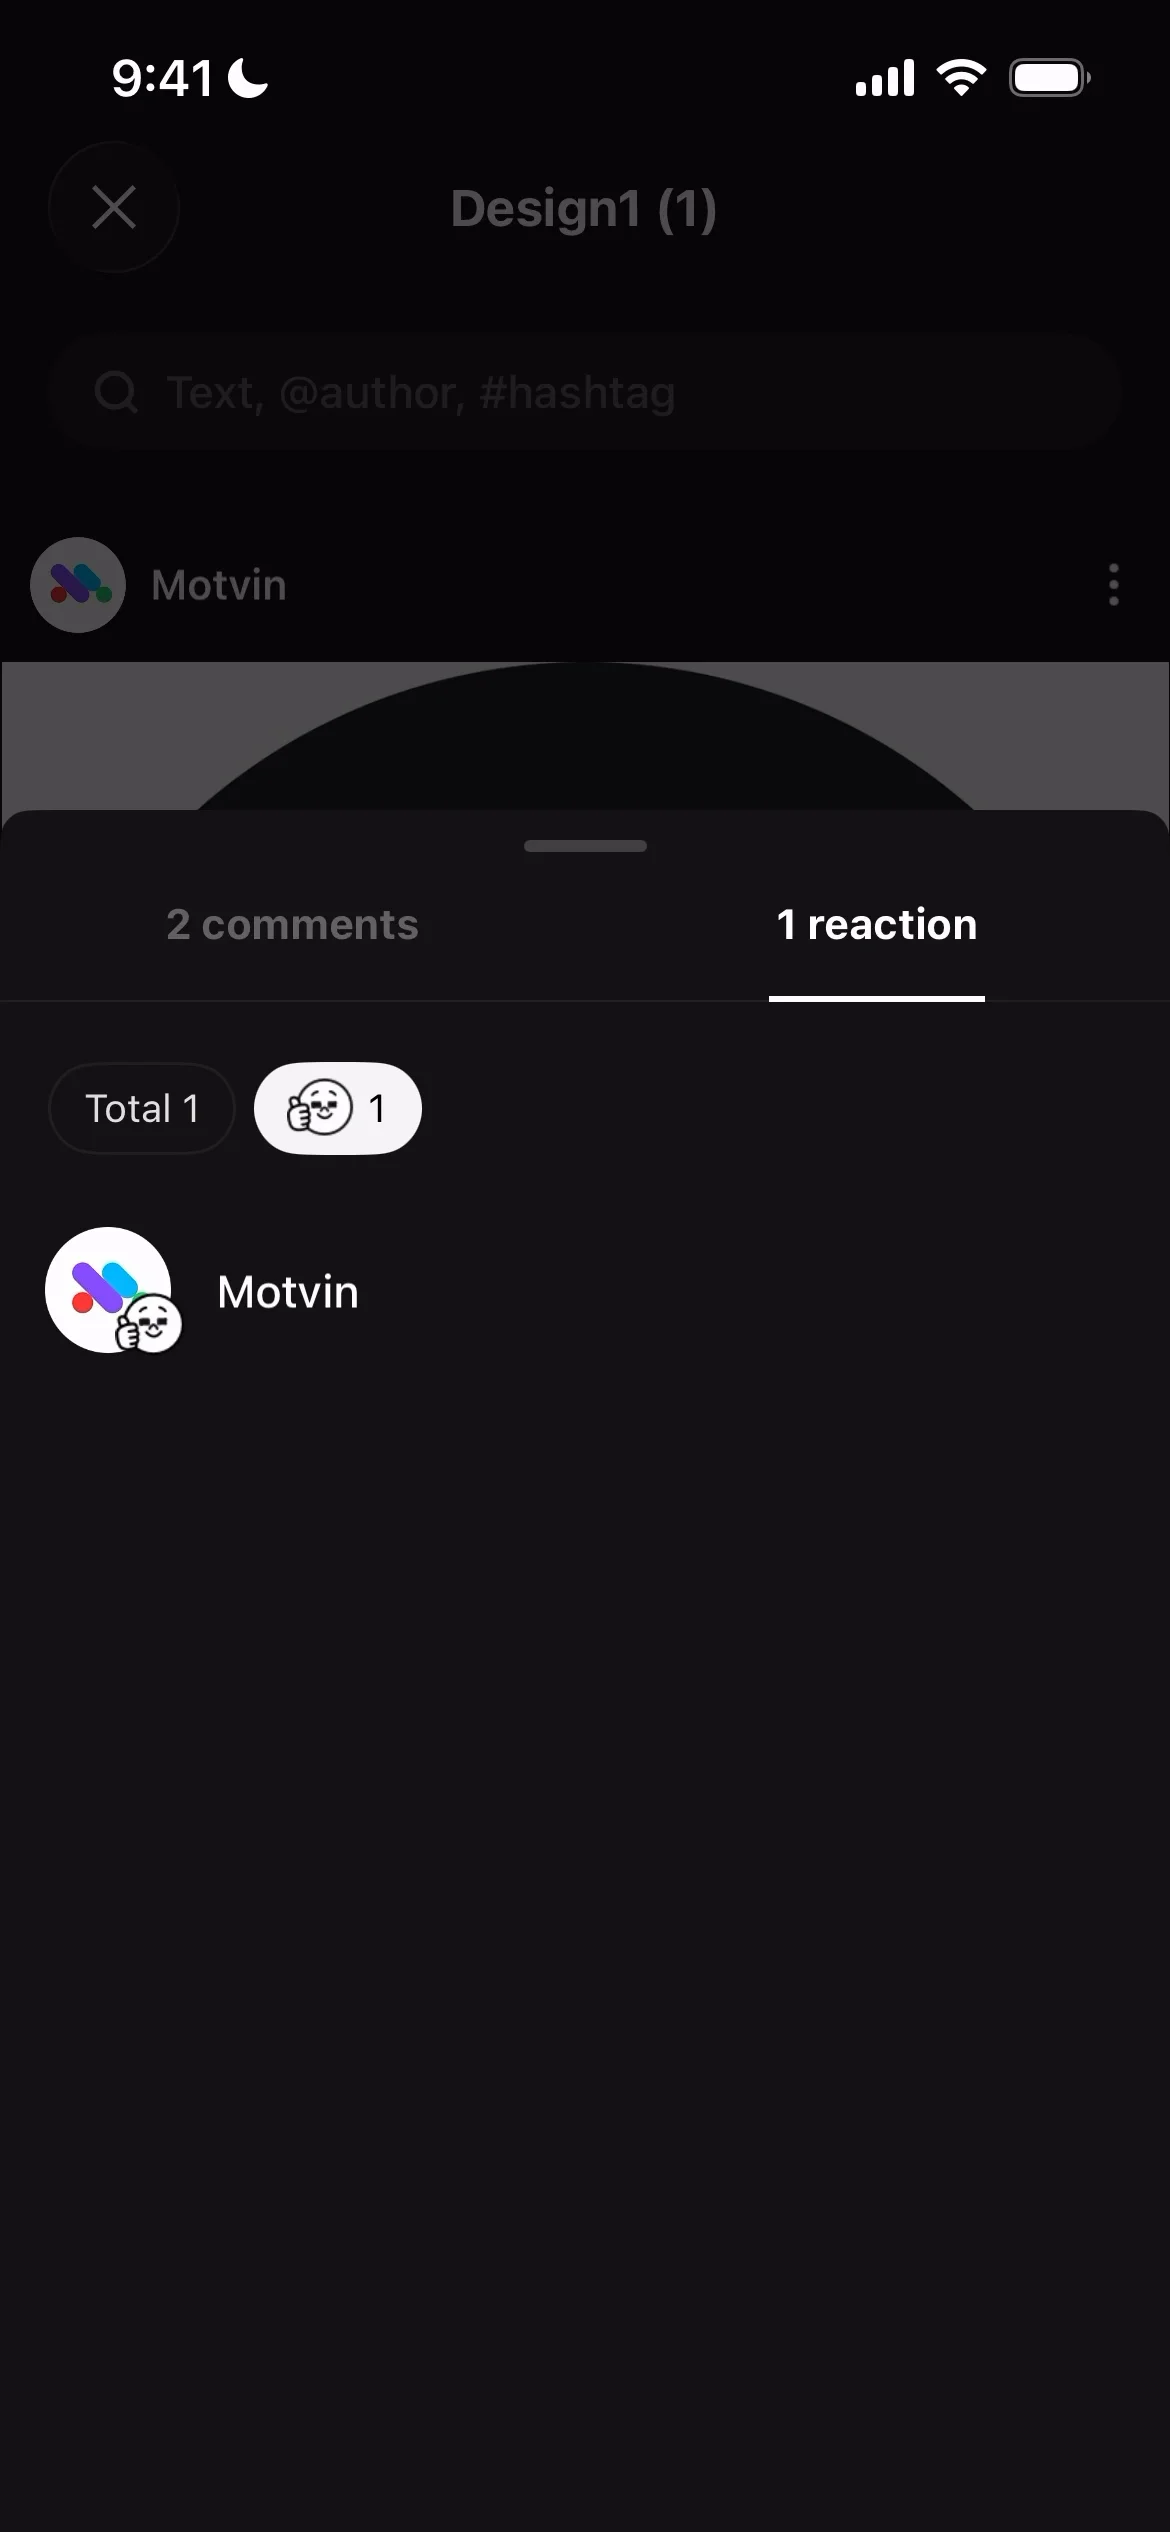 9:41
Design1 (1)
Text, @author, #hashtag
Motvin
2 comments
1 reaction
Total 1
1
Motvin